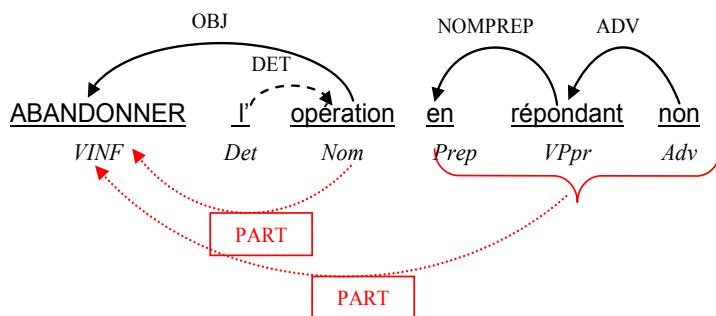 OBJ
NOMPREP ADV
DET
ABANDONNER l' opération en répondant non
VINF Det Nom Prep VPpr Adv
PART
PART